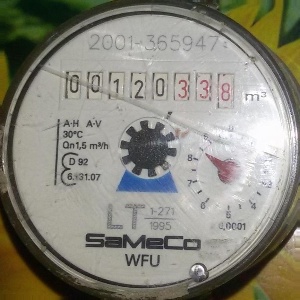 2001-365947
00120338 m³
A-H A-V
30°C
Qn1,5 m³/h
D 92
6.131.07
LT 1-271
1995
0,0001
SaMeCo
WFU